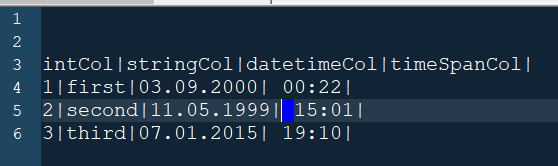 1
2
3 intCol|stringCol|datetimeCol|timeSpanCol|
4 1|first|03.09.2000| 00:22|
5 2|second|11.05.1999| 15:01|
6 3|third|07.01.2015| 19:10|